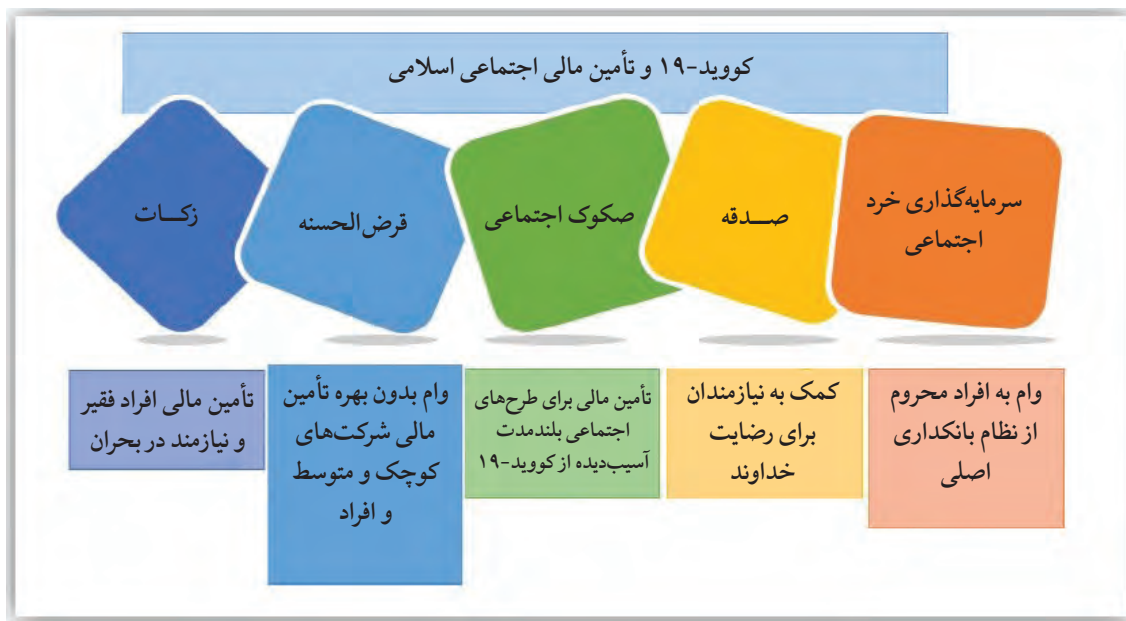 کووید-۱۹ و تأمین مالی اجتماعی اسلامی
سرمایه‌گذاری خرد
اجتماعی
صــدقه
صکوک اجتماعی
قرض‌الحسنه
زکــات
وام به افراد محروم
از نظام بانکداری
اصلی
کمک به نیازمندان
برای رضایت
خداوند
تأمین مالی برای طرح‌های
اجتماعی بلندمدت
آسیب‌دیده از کووید-۱۹
وام بدون بهره تأمین
مالی شرکت‌های
کوچک و متوسط
و افراد
تأمین مالی افراد فقیر
و نیازمند در بحران